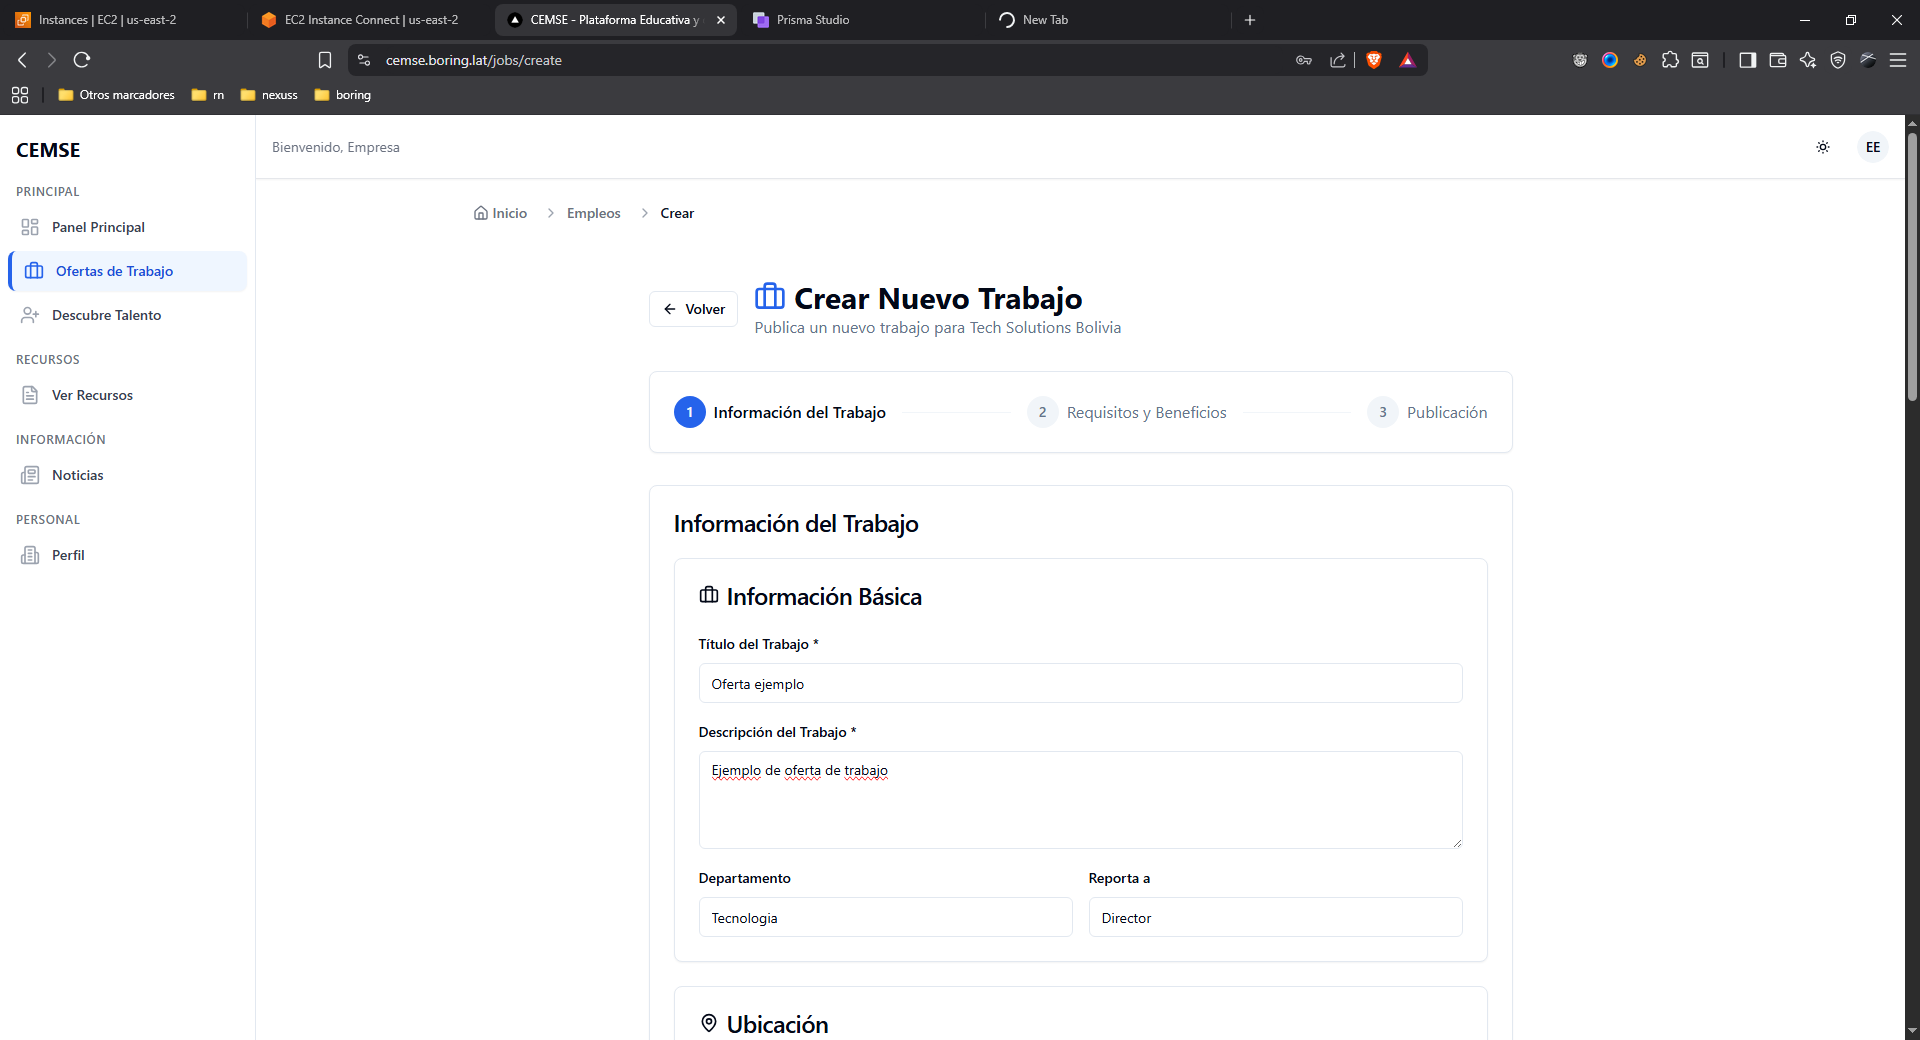 Instances | EC2 | us-east-2
EC2 Instance Connect | us-east-2
CEMSE - Plataforma Educativa y
Prisma Studio
New Tab
cemse.boring.lat/jobs/create
Otros marcadores
rn
nexuss
boring
CEMSE
PRINCIPAL
Panel Principal
Ofertas de Trabajo
Descubre Talento
RECURSOS
Ver Recursos
INFORMACIÓN
Noticias
PERSONAL
Perfil
Bienvenido, Empresa
EE
Inicio
Empleos
Crear
Volver
Crear Nuevo Trabajo
Publica un nuevo trabajo para Tech Solutions Bolivia
1 Información del Trabajo
2 Requisitos y Beneficios
3 Publicación
Información del Trabajo
Información Básica
Título del Trabajo *
Oferta ejemplo
Descripción del Trabajo *
Ejemplo de oferta de trabajo
Departamento
Tecnologia
Reporta a
Director
Ubicación